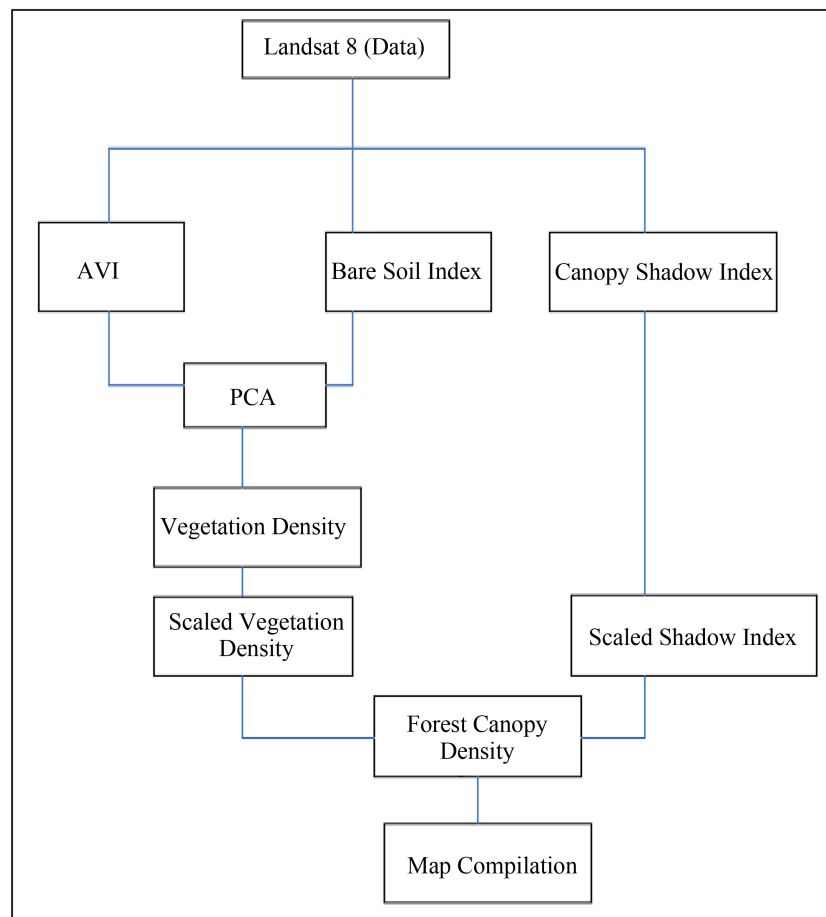 Landsat 8 (Data)
AVI
Bare Soil Index
Canopy Shadow Index
PCA
Vegetation Density
Scaled Vegetation
Density
Scaled Shadow Index
Forest Canopy
Density
Map Compilation